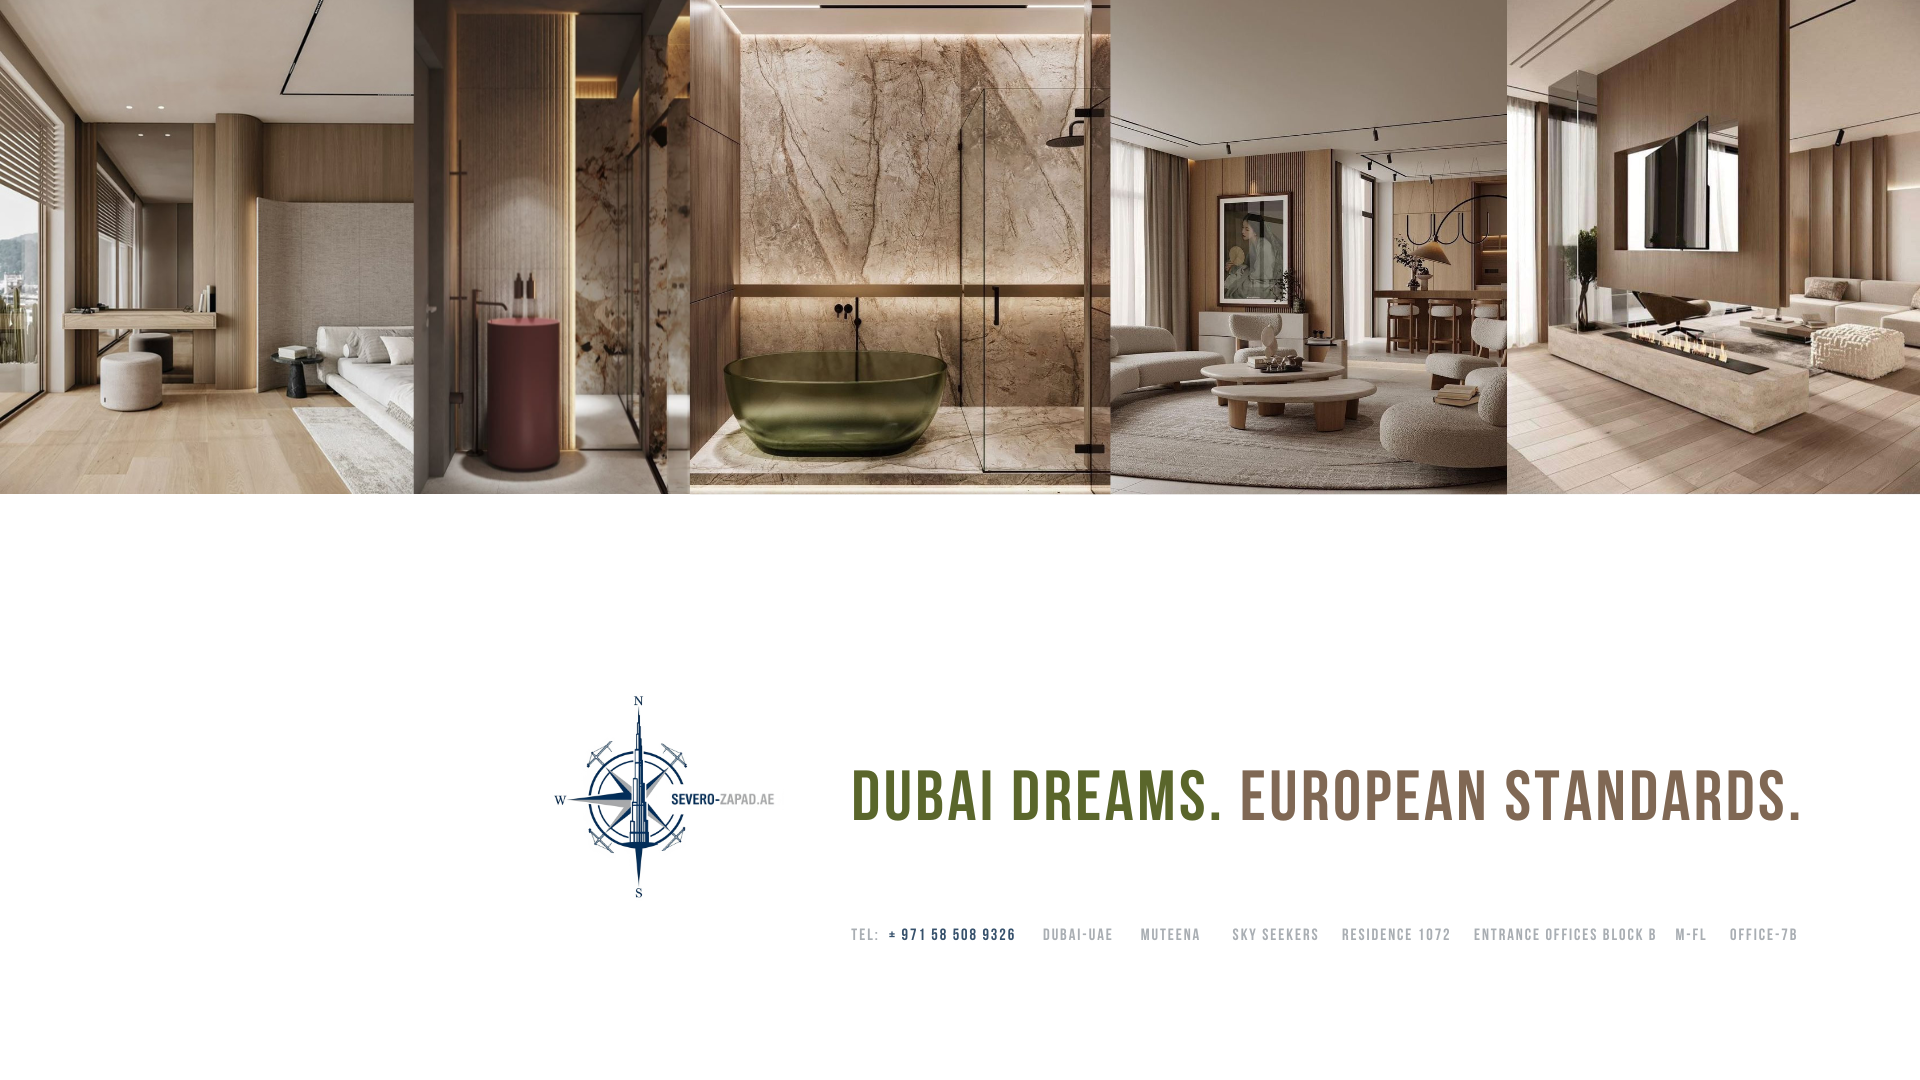 N
W
SEVERO-ZAPAD.AE
S
DUBAI DREAMS. EUROPEAN STANDARDS.
TEL: + 971 58 508 9326 DUBAI-UAE MUTEENA SKY SEEKERS RESIDENCE 1072 ENTRANCE OFFICES BLOCK B M-FL OFFICE-7B